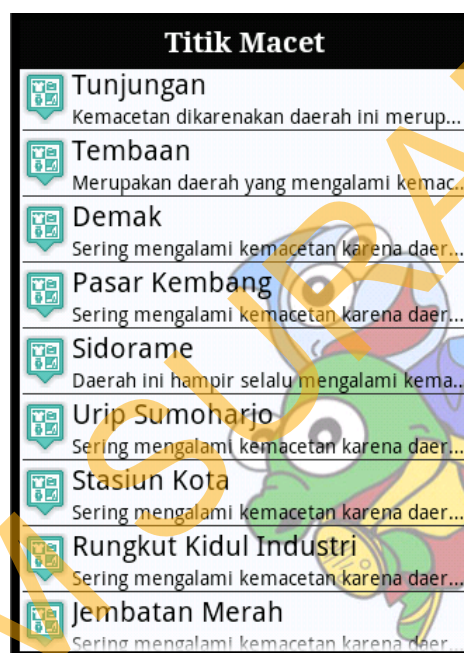 Titik Macet
Tunjungan
Kemacetan dikarenakan daerah ini merup...
Tembaan
Merupakan daerah yang mengalami kemac...
Demak
Sering mengalami kemacetan karena daer...
Pasar Kembang
Sering mengalami kemacetan karena daer...
Sidorame
Daerah ini hampir selalu mengalami kema...
Urip Sumoharjo
Sering mengalami kemacetan karena daer...
Stasiun Kota
Sering mengalami kemacetan karena daer...
Rungkut Kidul Industri
Sering mengalami kemacetan karena daer...
Jembatan Merah
Sering mengalami kemacetan karena daer...